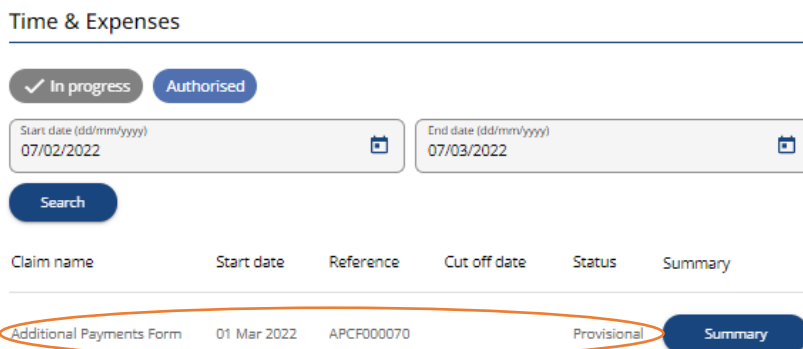 Time & Expenses
In progress Authorised
Start date (dd/mm/yyyy) End date (dd/mm/yyyy)
07/02/2022 07/03/2022
Search
Claim name Start date Reference Cut off date Status Summary
Additional Payments Form 01 Mar 2022 APCF000070 Provisional Summary